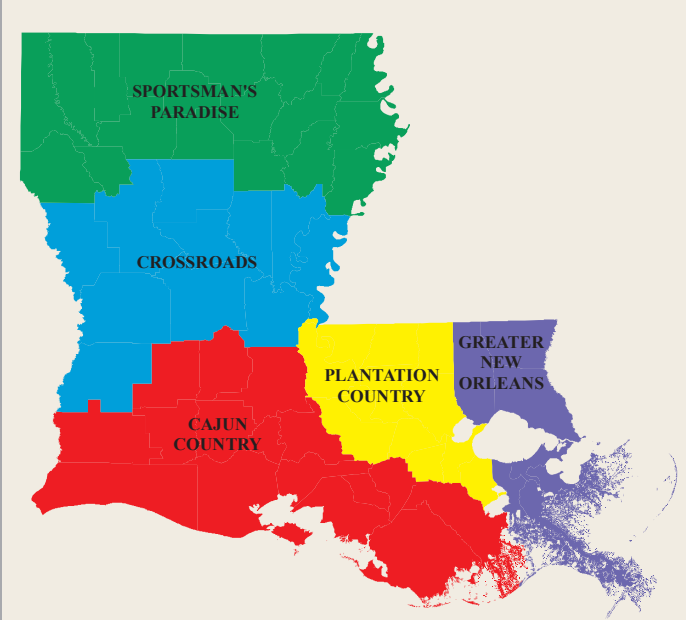 SPORTSMAN'S
PARADISE
CROSSROADS
GREATER
NEW
ORLEANS
PLANTATION
COUNTRY
CAJUN
COUNTRY